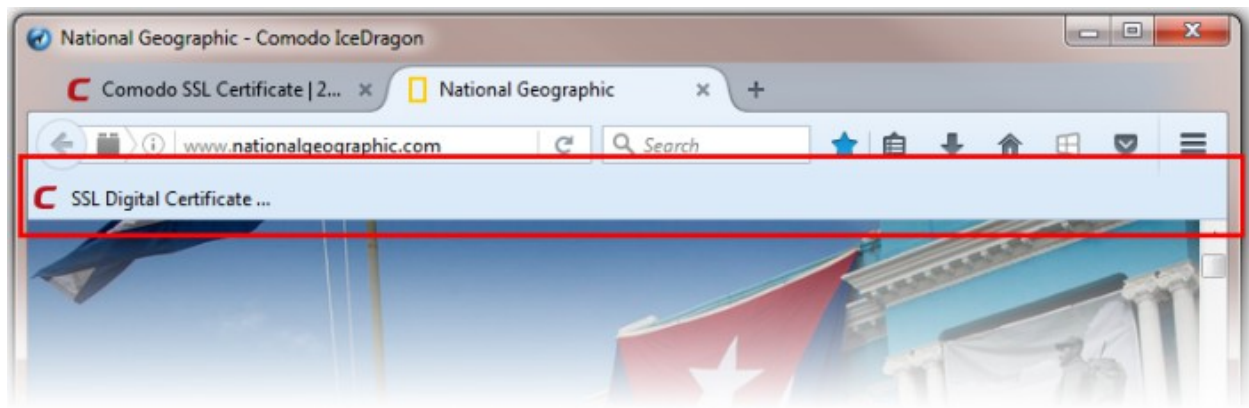 National Geographic - Comodo IceDragon
Comodo SSL Certificate | 2...
National Geographic
www.nationalgeographic.com
Search
SSL Digital Certificate ...